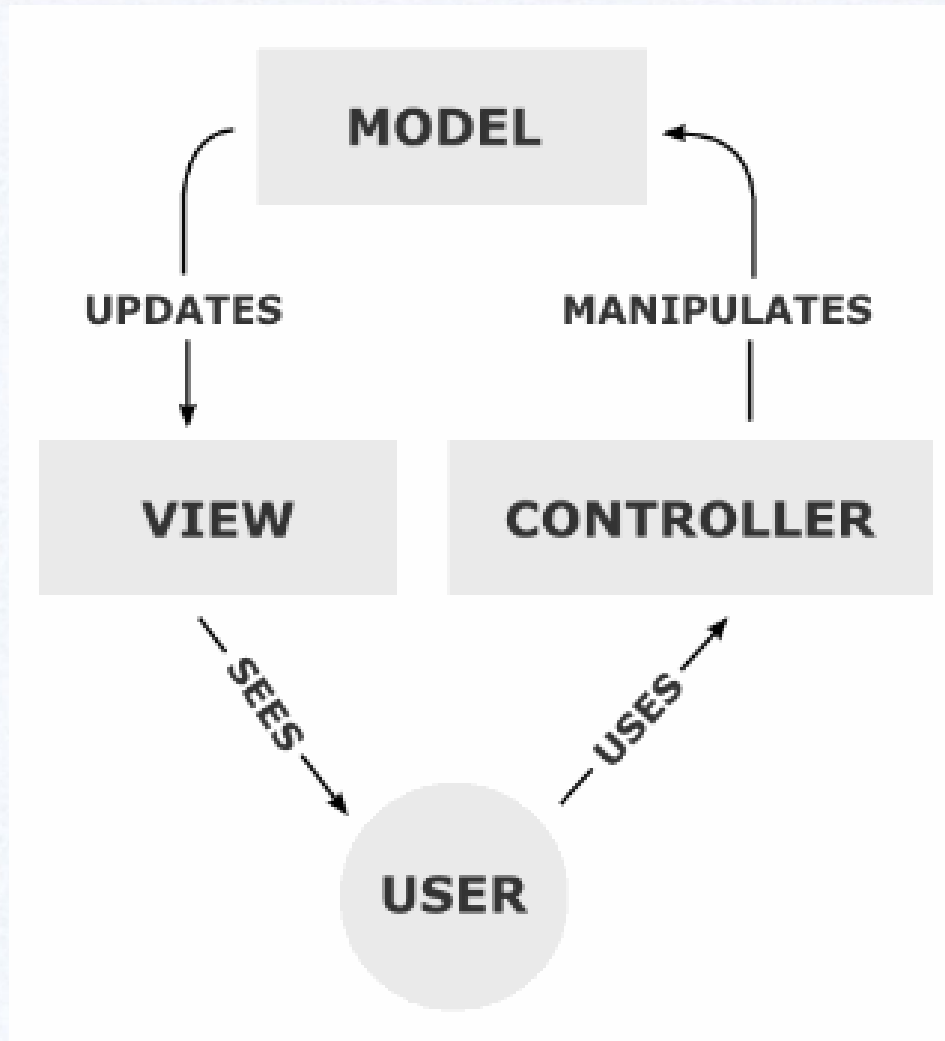 MODEL
UPDATES
MANIPULATES
VIEW
CONTROLLER
SEES
USES
USER